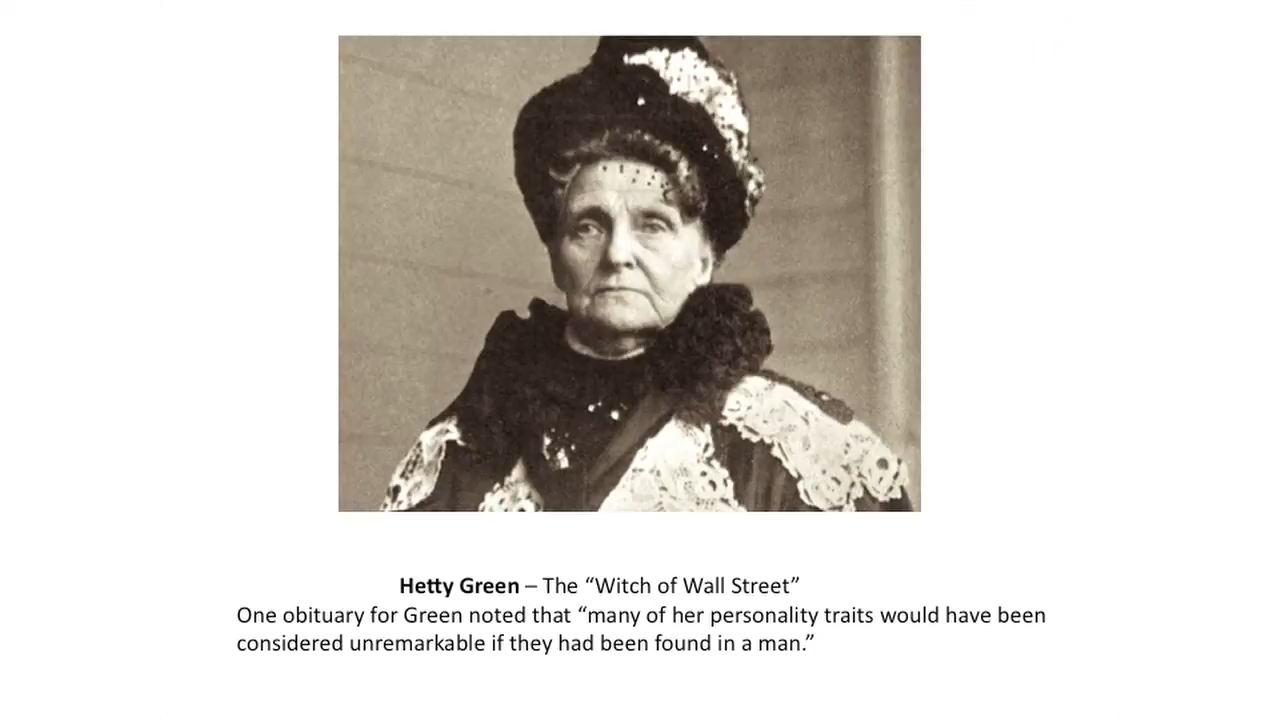 Hetty Green – The “Witch of Wall Street”
One obituary for Green noted that “many of her personality traits would have been
considered unremarkable if they had been found in a man.”